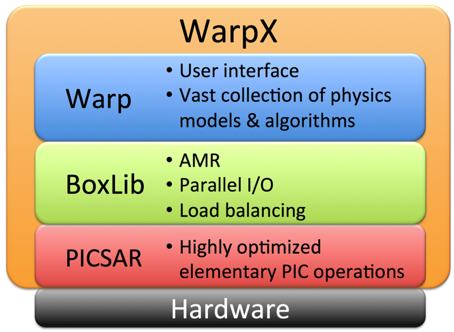 WarpX
Warp
• User interface
• Vast collection of physics
models & algorithms
BoxLib
• AMR
• Parallel I/O
• Load balancing
PICSAR
• Highly optimized
elementary PIC operations
Hardware